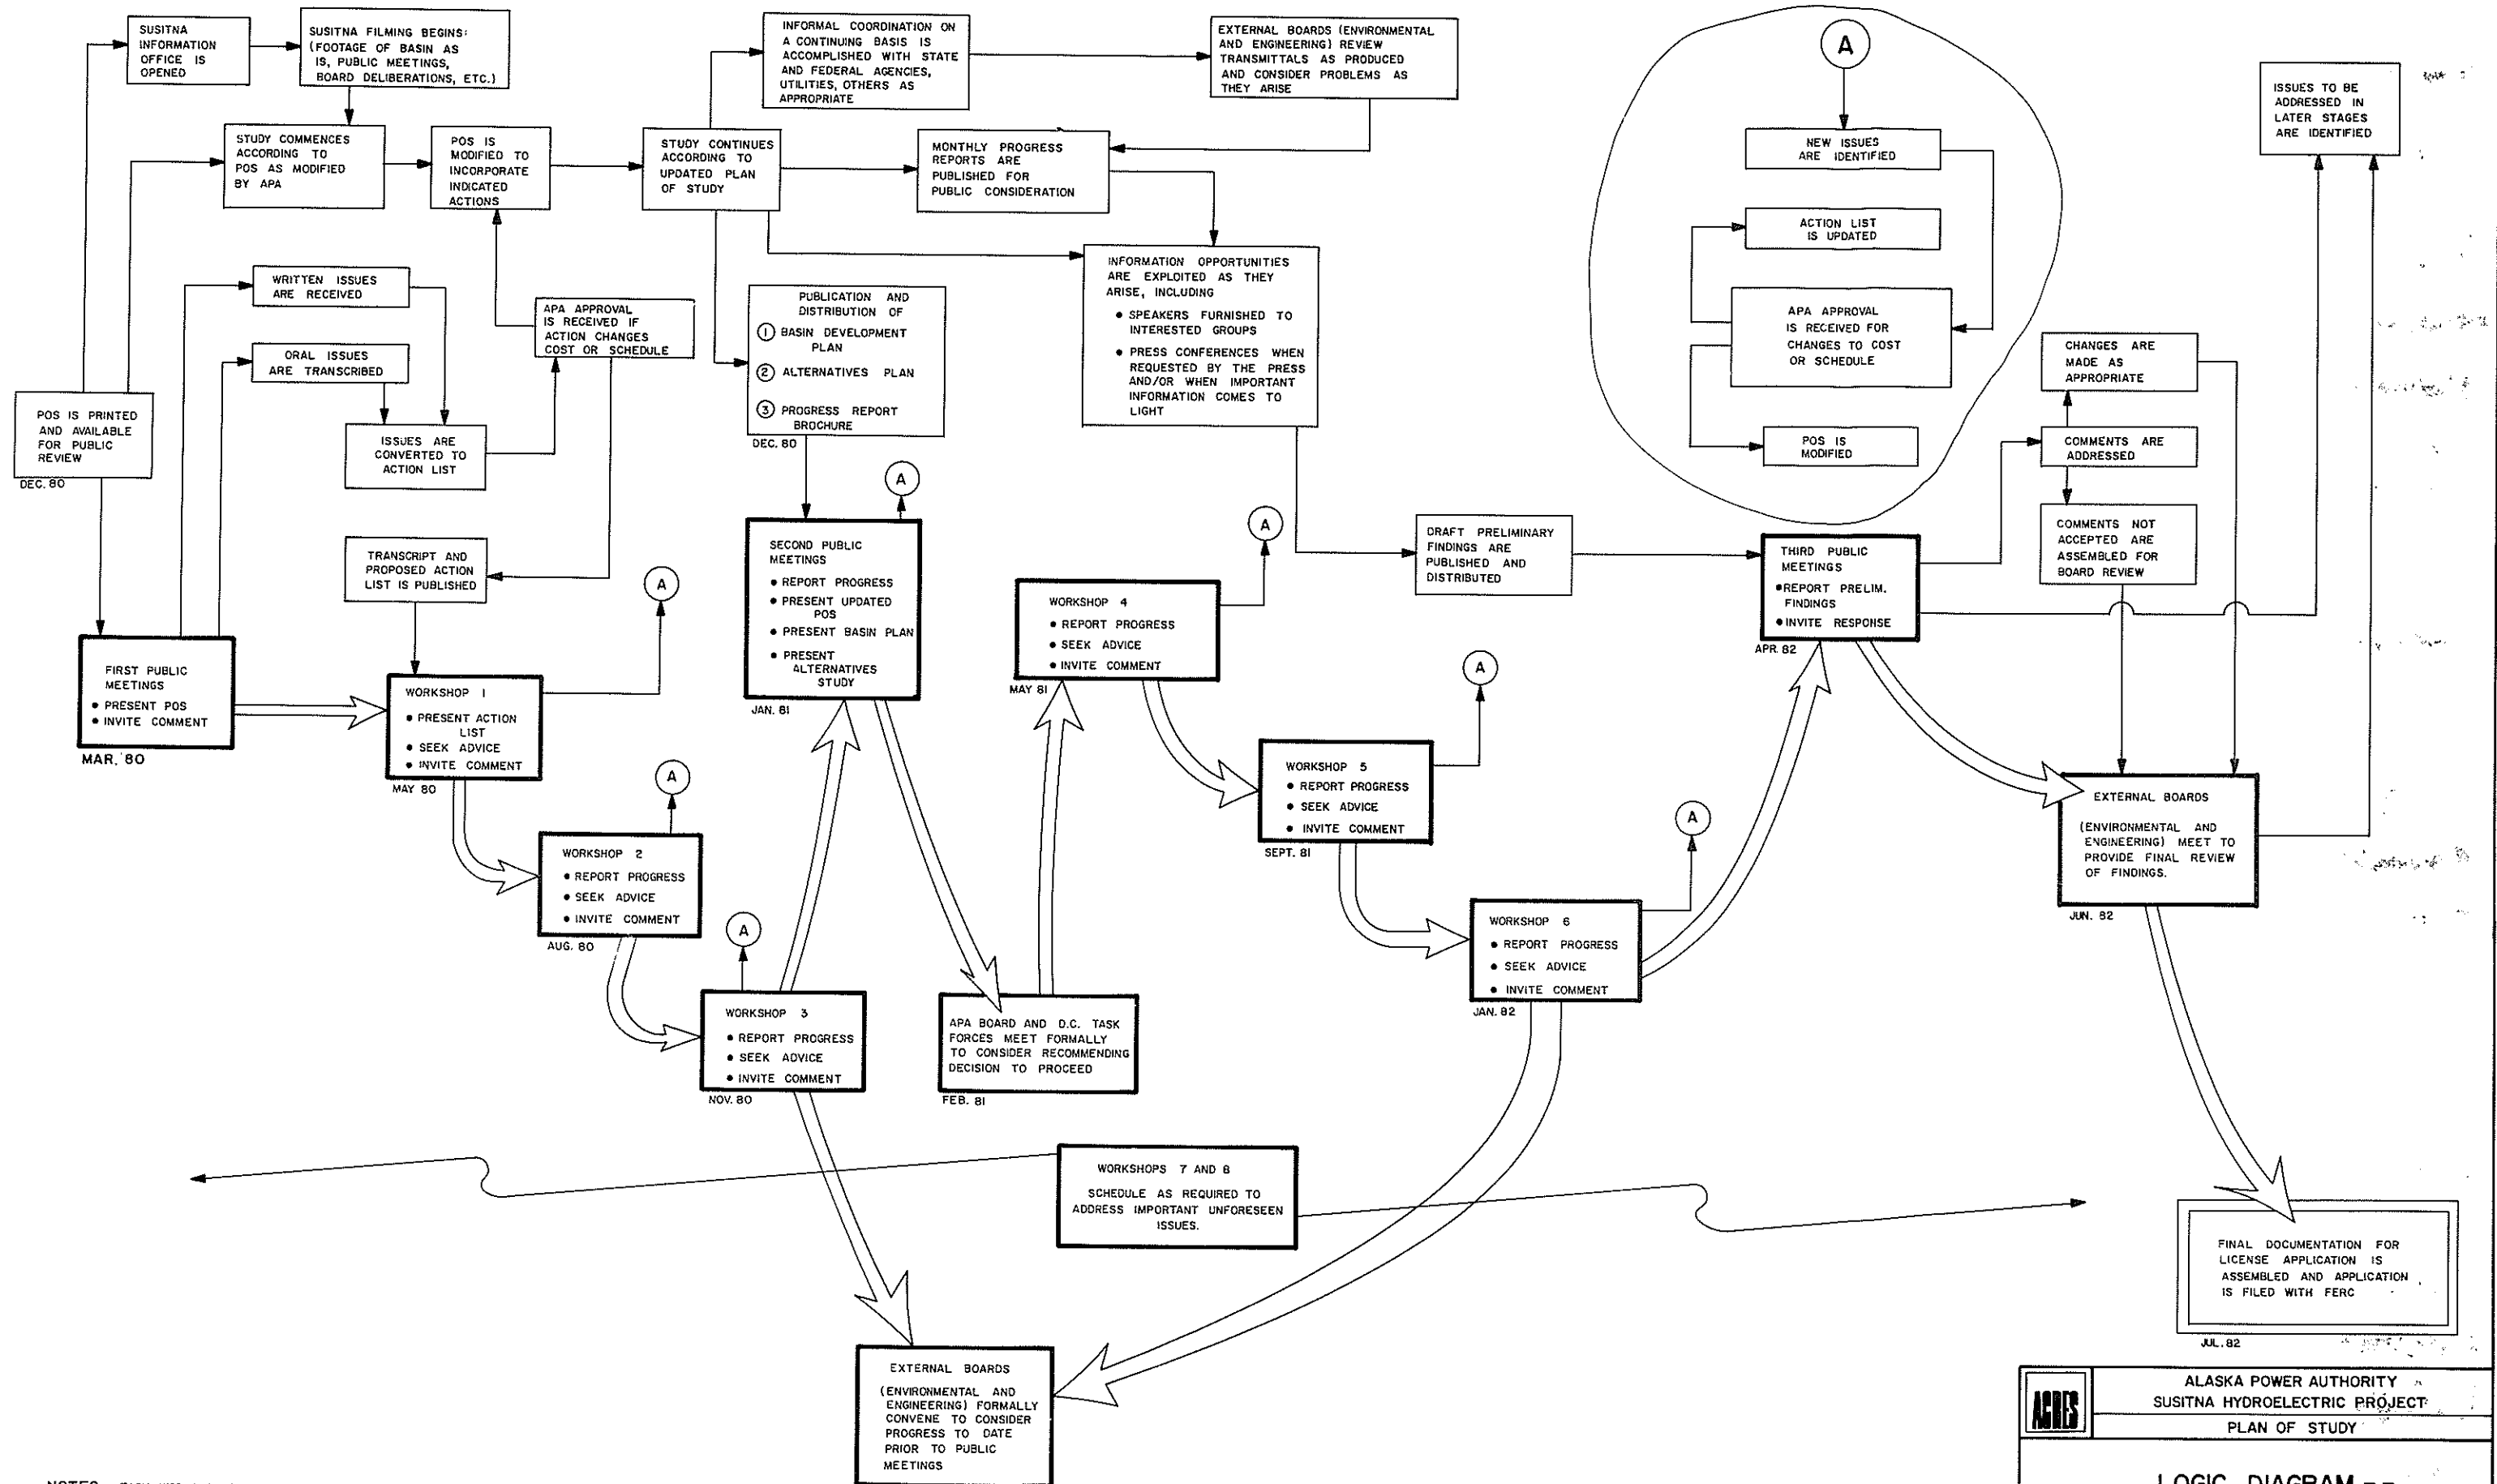 SUSITNA
INFORMATION
OFFICE IS
OPENED
SUSITNA FILMING BEGINS:
(FOOTAGE OF BASIN AS
IS, PUBLIC MEETINGS,
BOARD DELIBERATIONS, ETC.)
INFORMAL COORDINATION ON
A CONTINUING BASIS IS
ACCOMPLISHED WITH STATE
AND FEDERAL AGENCIES,
UTILITIES, OTHERS AS
APPROPRIATE
EXTERNAL BOARDS (ENVIRONMENTAL
AND ENGINEERING) REVIEW
TRANSMITTALS AS PRODUCED
AND CONSIDER PROBLEMS AS
THEY ARISE
STUDY COMMENCES
ACCORDING TO
POS AS MODIFIED
BY APA
POS IS
MODIFIED TO
INCORPORATE
INDICATED
ACTIONS
STUDY CONTINUES
ACCORDING TO
UPDATED PLAN
OF STUDY
MONTHLY PROGRESS
REPORTS ARE
PUBLISHED FOR
PUBLIC CONSIDERATION
A
NEW ISSUES
ARE IDENTIFIED
ACTION LIST
IS UPDATED
APA APPROVAL
IS RECEIVED FOR
CHANGES TO COST
OR SCHEDULE
POS IS
MODIFIED
ISSUES TO BE
ADDRESSED IN
LATER STAGES
ARE IDENTIFIED
WRITTEN ISSUES
ARE RECEIVED
ORAL ISSUES
ARE TRANSCRIBED
APA APPROVAL
IS RECEIVED IF
ACTION CHANGES
COST OR SCHEDULE
PUBLICATION AND
DISTRIBUTION OF
1 BASIN DEVELOPMENT
PLAN
2 ALTERNATIVES PLAN
3 PROGRESS REPORT
BROCHURE
DEC. 80
INFORMATION OPPORTUNITIES
ARE EXPLOITED AS THEY
ARISE, INCLUDING
• SPEAKERS FURNISHED TO
INTERESTED GROUPS
• PRESS CONFERENCES WHEN
REQUESTED BY THE PRESS
AND/OR WHEN IMPORTANT
INFORMATION COMES TO
LIGHT
CHANGES ARE
MADE AS
APPROPRIATE
COMMENTS ARE
ADDRESSED
COMMENTS NOT
ACCEPTED ARE
ASSEMBLED FOR
BOARD REVIEW
POS IS PRINTED
AND AVAILABLE
FOR PUBLIC
REVIEW
DEC. 80
ISSUES ARE
CONVERTED TO
ACTION LIST
TRANSCRIPT AND
PROPOSED ACTION
LIST IS PUBLISHED
A
SECOND PUBLIC
MEETINGS
• REPORT PROGRESS
• PRESENT UPDATED
POS
• PRESENT BASIN PLAN
• PRESENT
ALTERNATIVES
STUDY
JAN. 81
A
DRAFT PRELIMINARY
FINDINGS ARE
PUBLISHED AND
DISTRIBUTED
THIRD PUBLIC
MEETINGS
•REPORT PRELIM.
FINDINGS
•INVITE RESPONSE
APR. 82
A
WORKSHOP 4
• REPORT PROGRESS
• SEEK ADVICE
• INVITE COMMENT
MAY 81
FIRST PUBLIC
MEETINGS
• PRESENT POS
• INVITE COMMENT
MAR, '80
WORKSHOP 1
• PRESENT ACTION
LIST
• SEEK ADVICE
• INVITE COMMENT
MAY 80
A
A
WORKSHOP 5
• REPORT PROGRESS
• SEEK ADVICE
• INVITE COMMENT
SEPT. 81
EXTERNAL BOARDS
(ENVIRONMENTAL AND
ENGINEERING) MEET TO
PROVIDE FINAL REVIEW
OF FINDINGS.
JUN. 82
WORKSHOP 2
• REPORT PROGRESS
• SEEK ADVICE
• INVITE COMMENT
AUG. 80
A
A
WORKSHOP 6
• REPORT PROGRESS
• SEEK ADVICE
• INVITE COMMENT
JAN. 82
WORKSHOP 3
• REPORT PROGRESS
• SEEK ADVICE
• INVITE COMMENT
NOV. 80
APA BOARD AND D.C. TASK
FORCES MEET FORMALLY
TO CONSIDER RECOMMENDING
DECISION TO PROCEED
FEB. 81
WORKSHOPS 7 AND 8
SCHEDULE AS REQUIRED TO
ADDRESS IMPORTANT UNFORESEEN
ISSUES.
FINAL DOCUMENTATION FOR
LICENSE APPLICATION IS
ASSEMBLED AND APPLICATION
IS FILED WITH FERC
JUL. 82
EXTERNAL BOARDS
(ENVIRONMENTAL AND
ENGINEERING) FORMALLY
CONVENE TO CONSIDER
PROGRESS TO DATE
PRIOR TO PUBLIC
MEETINGS
ACRES
ALASKA POWER AUTHORITY
SUSITNA HYDROELECTRIC PROJECT
PLAN OF STUDY
LOGIC DIAGRAM